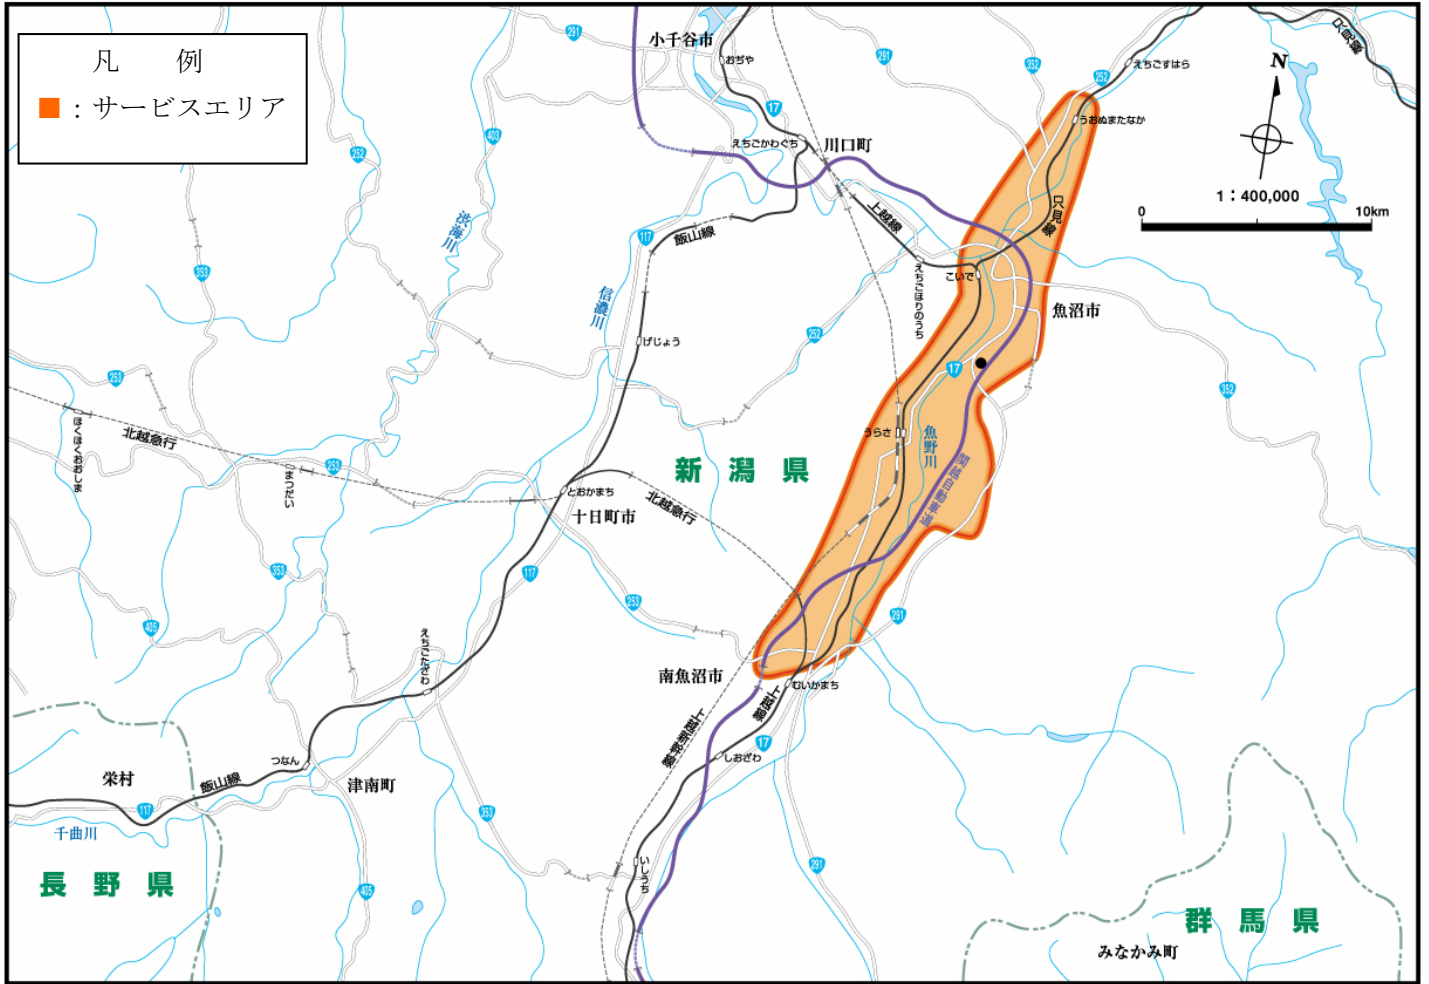 凡 例
■：サービスエリア
小千谷市
おぢや
291
291
352
252
えちごすはら
只見線
N
1：400,000
0
10km
17
えちごかわぐち
川口町
うおぬまたなか
403
252
渋海川
117
飯山線
上越線
只見線
353
信濃川
えちごほりのうち
こいで
魚沼市
げじょう
252
17
352
253
ほくほくおおしま
北越急行
まつだい
253
うらさ
魚野川
新潟県
関越自動車道
とおかまち
十日町市
北越急行
353
117
253
405
291
えちごたざわ
南魚沼市
むいかまち
上越線
上越新幹線
17
しおざわ
つなん
栄村
飯山線
117
津南町
千曲川
353
長野県
405
いしうち
291
群馬県
みなかみ町